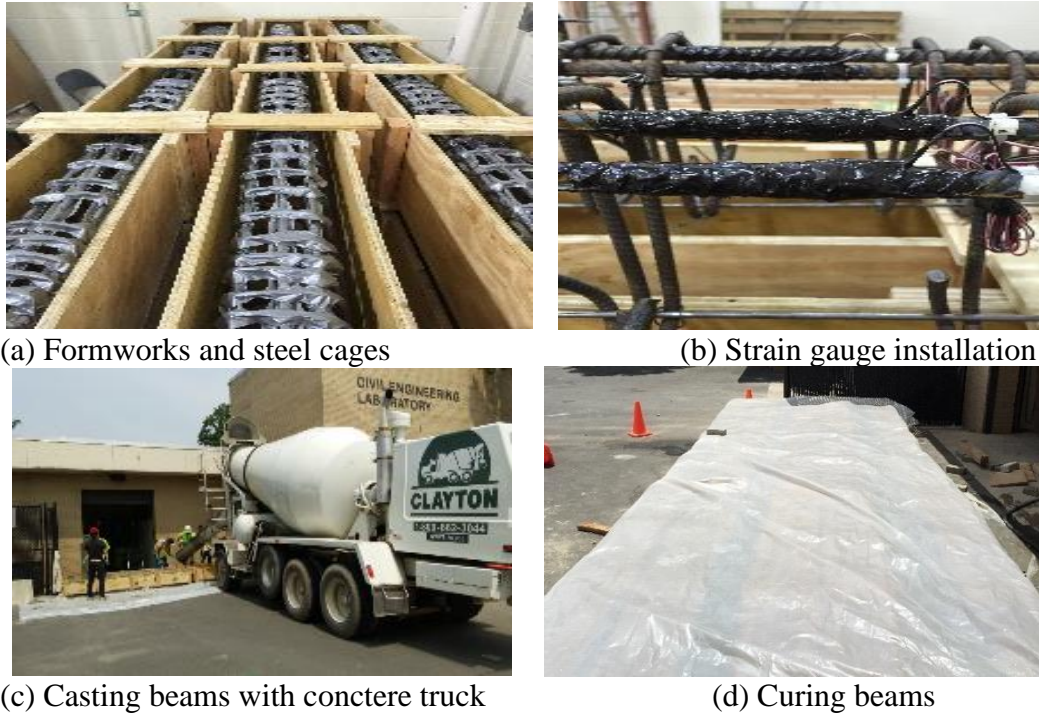 (a) Formworks and steel cages
(b) Strain gauge installation
CIVIL ENGINEERING
LABORATORY
CLAYTON
(c) Casting beams with conctere truck
(d) Curing beams